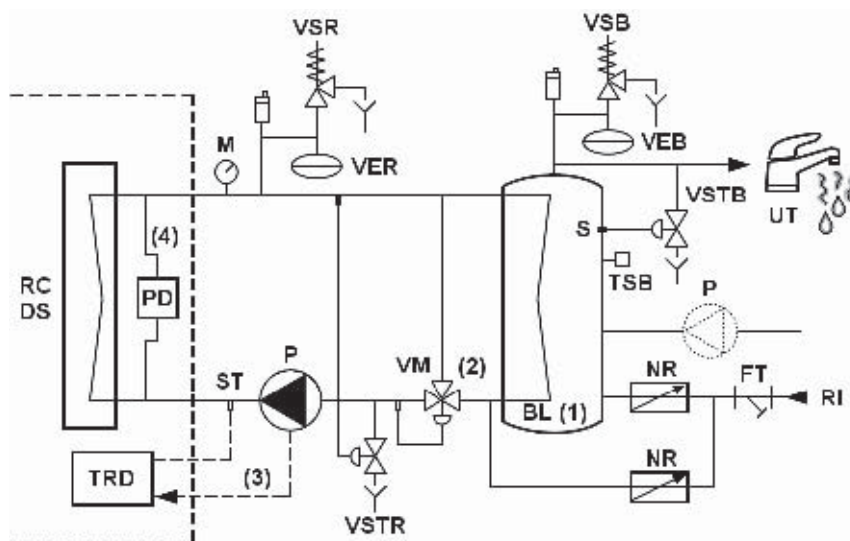 VSR
VSB
M
VER
VEB
VSTB
UT
(4)
S
TSB
RC
DS
PD
P
ST
P
VM
(2)
NR
FT
RI
BL (1)
TRD
(3)
NR
VSTR